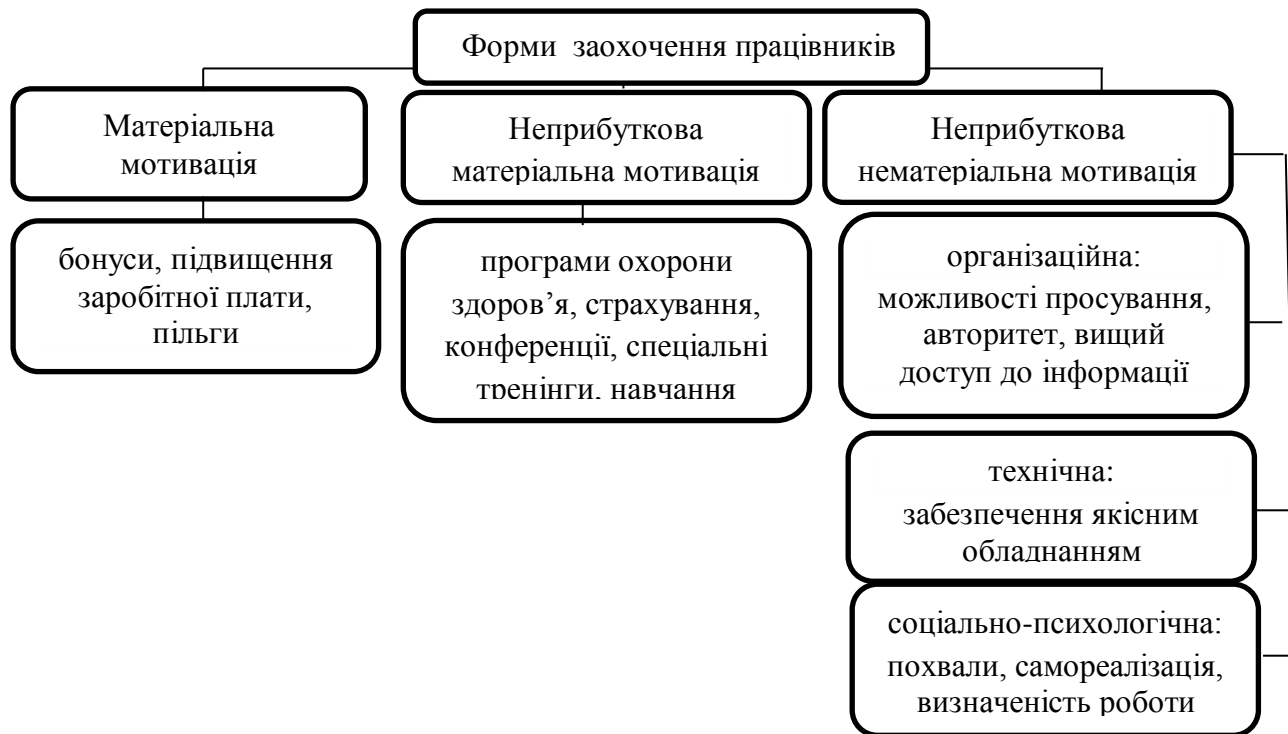 Форми заохочення працівників
Матеріальна
мотивація
Неприбуткова
матеріальна мотивація
Неприбуткова
нематеріальна мотивація
бонуси, підвищення
заробітної плати,
пільги
програми охорони
здоров’я, страхування,
конференції, спеціальні
тренінги, навчання
організаційна:
можливості просування,
авторитет, вищий
доступ до інформації
технічна:
забезпечення якісним
обладнанням
соціально-психологічна:
похвали, самореалізація,
визначеність роботи